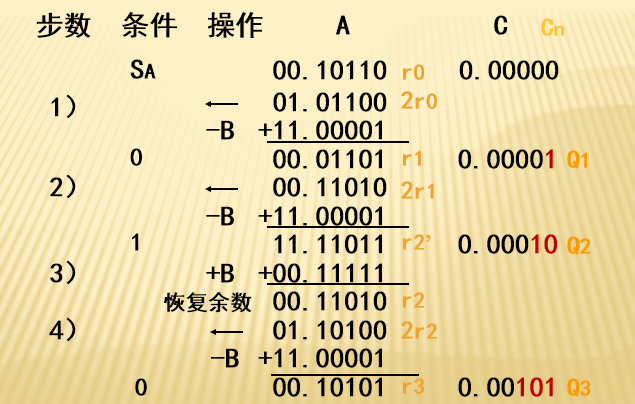 步数 条件 操作 A C Cn
SA 00.10110 r0 0.00000
1) ← 01.01100 2r0
-B +11.00001
0 00.01101 r1 0.00001 Q1
2) ← 00.11010 2r1
-B +11.00001
1 11.11011 r2’ 0.00010 Q2
3) +B +00.11111
恢复余数 00.11010 r2
4) ← 01.10100 2r2
-B +11.00001
0 00.10101 r3 0.00101 Q3